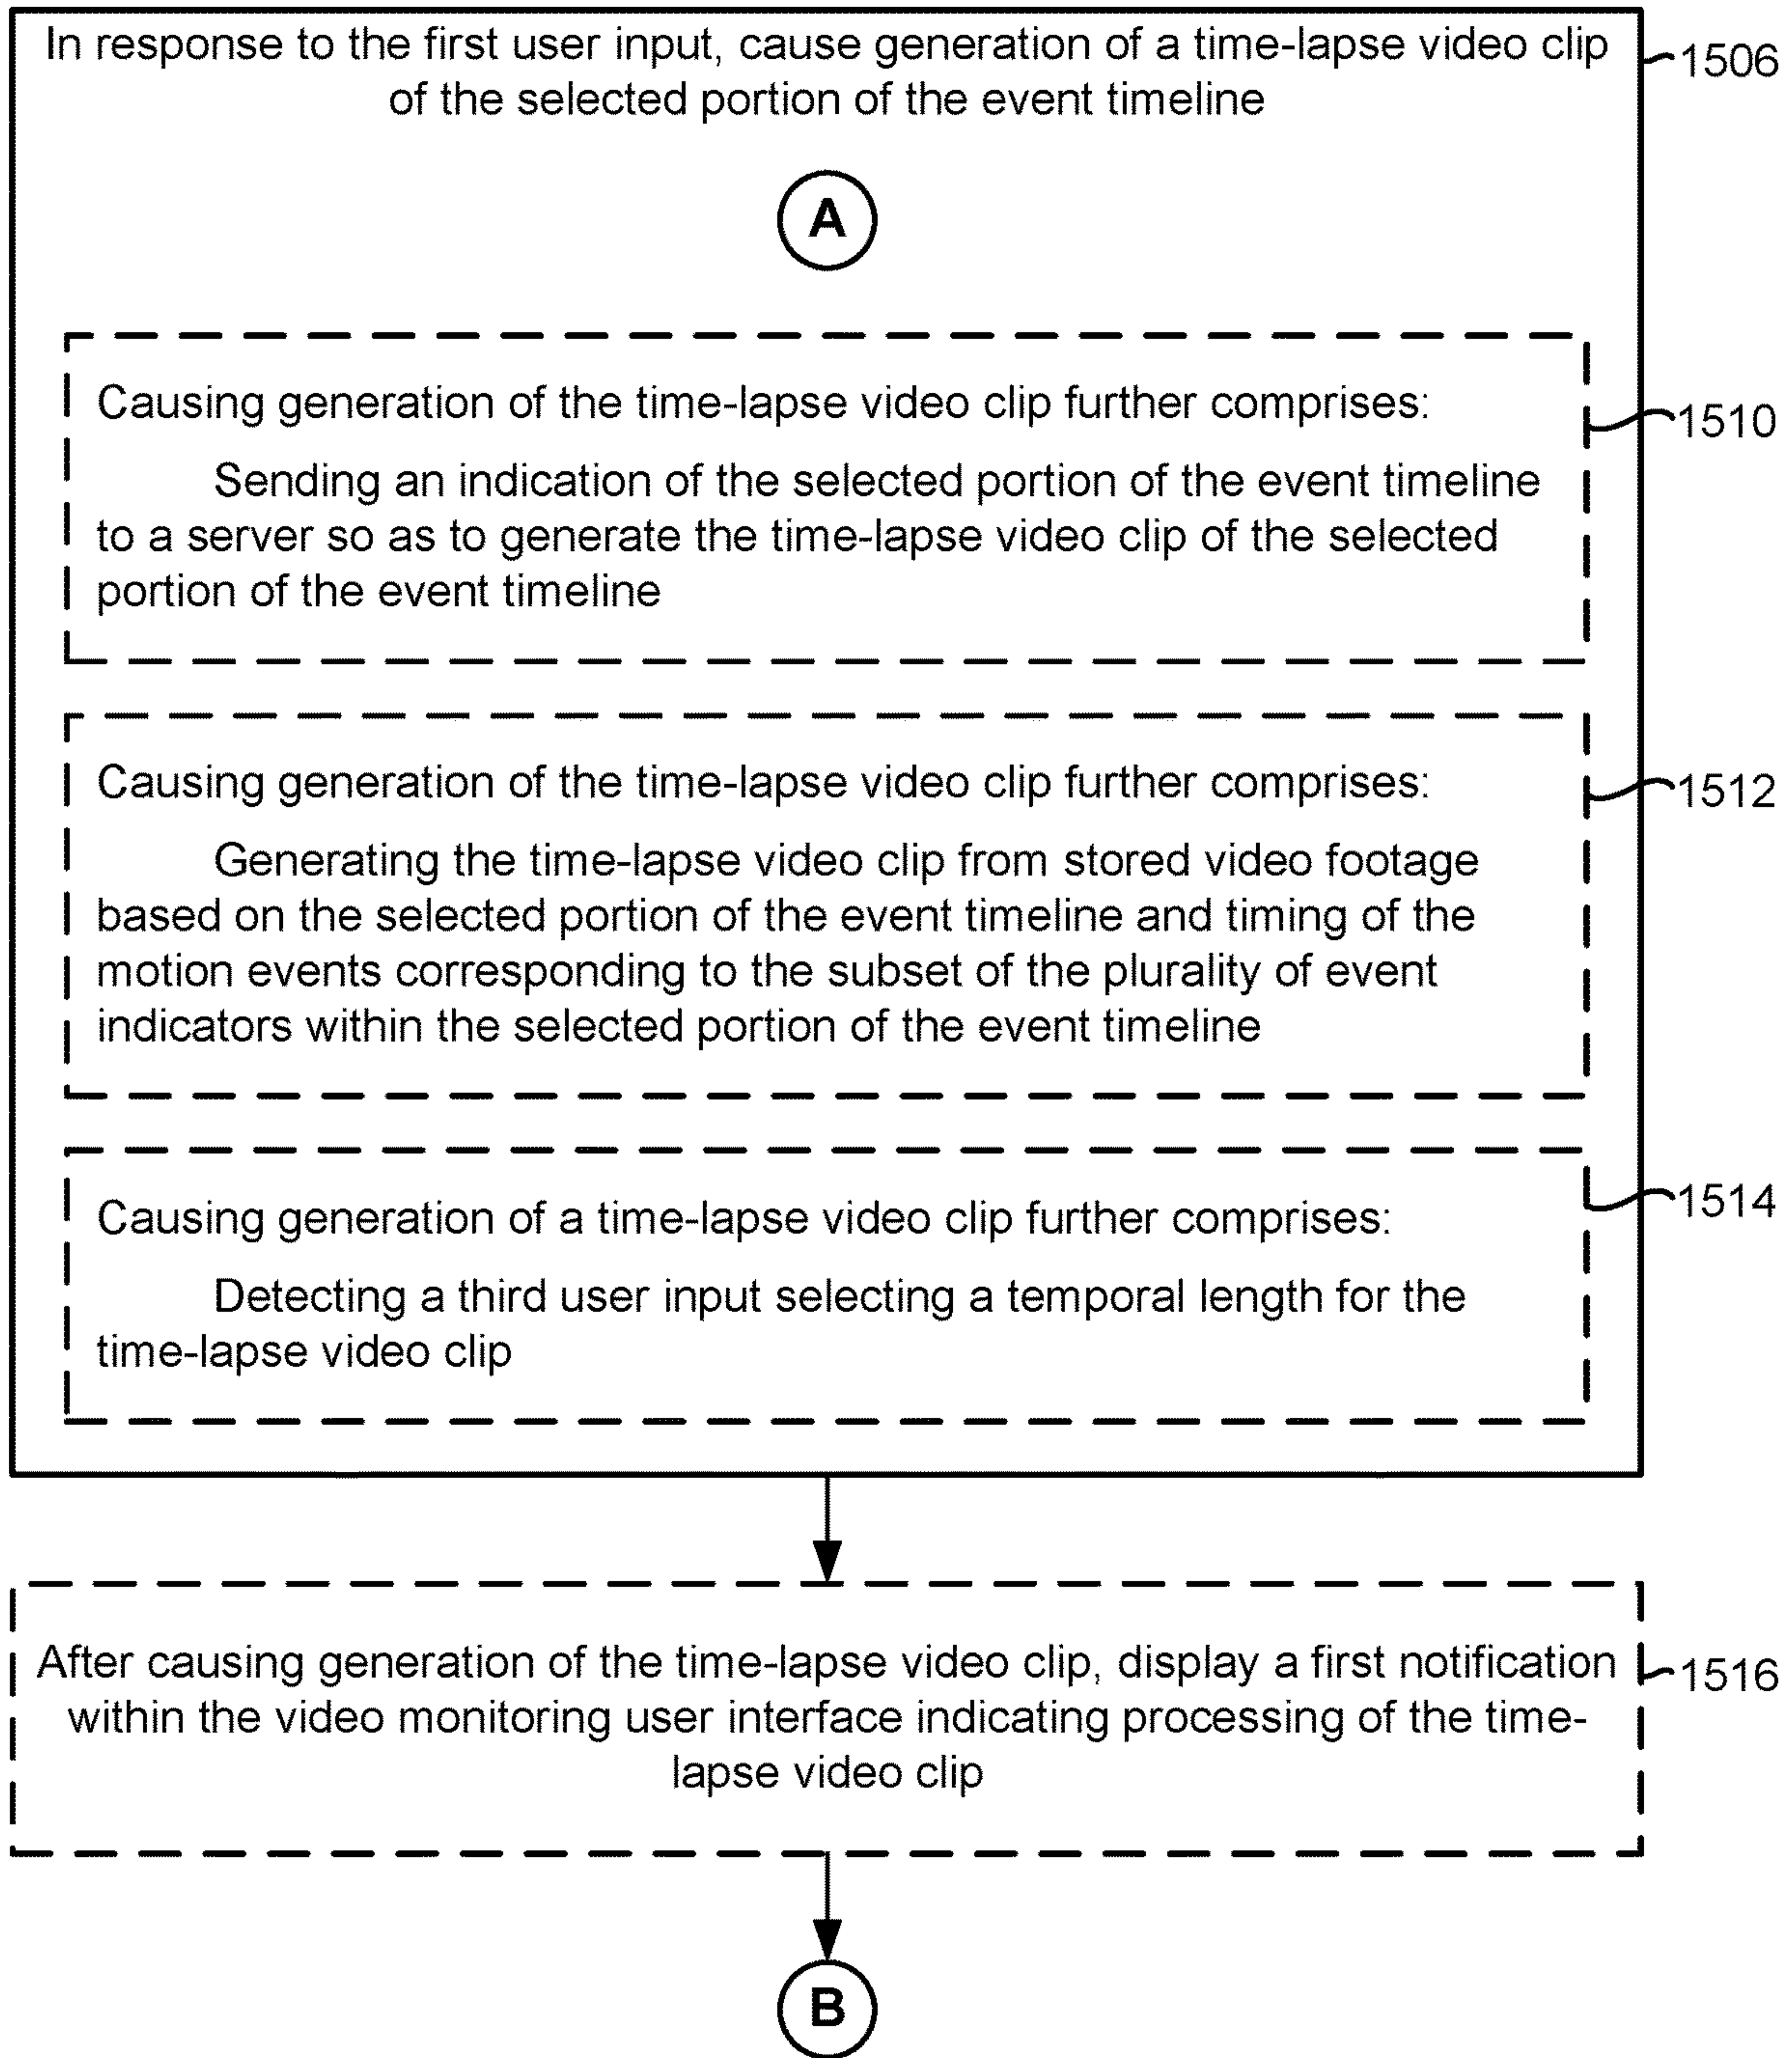 In response to the first user input, cause generation of a time-lapse video clip
of the selected portion of the event timeline
1506
A
Causing generation of the time-lapse video clip further comprises:
1510
Sending an indication of the selected portion of the event timeline
to a server so as to generate the time-lapse video clip of the selected
portion of the event timeline
Causing generation of the time-lapse video clip further comprises:
1512
Generating the time-lapse video clip from stored video footage
based on the selected portion of the event timeline and timing of the
motion events corresponding to the subset of the plurality of event
indicators within the selected portion of the event timeline
Causing generation of a time-lapse video clip further comprises:
1514
Detecting a third user input selecting a temporal length for the
time-lapse video clip
After causing generation of the time-lapse video clip, display a first notification
1516
within the video monitoring user interface indicating processing of the time-
lapse video clip
B